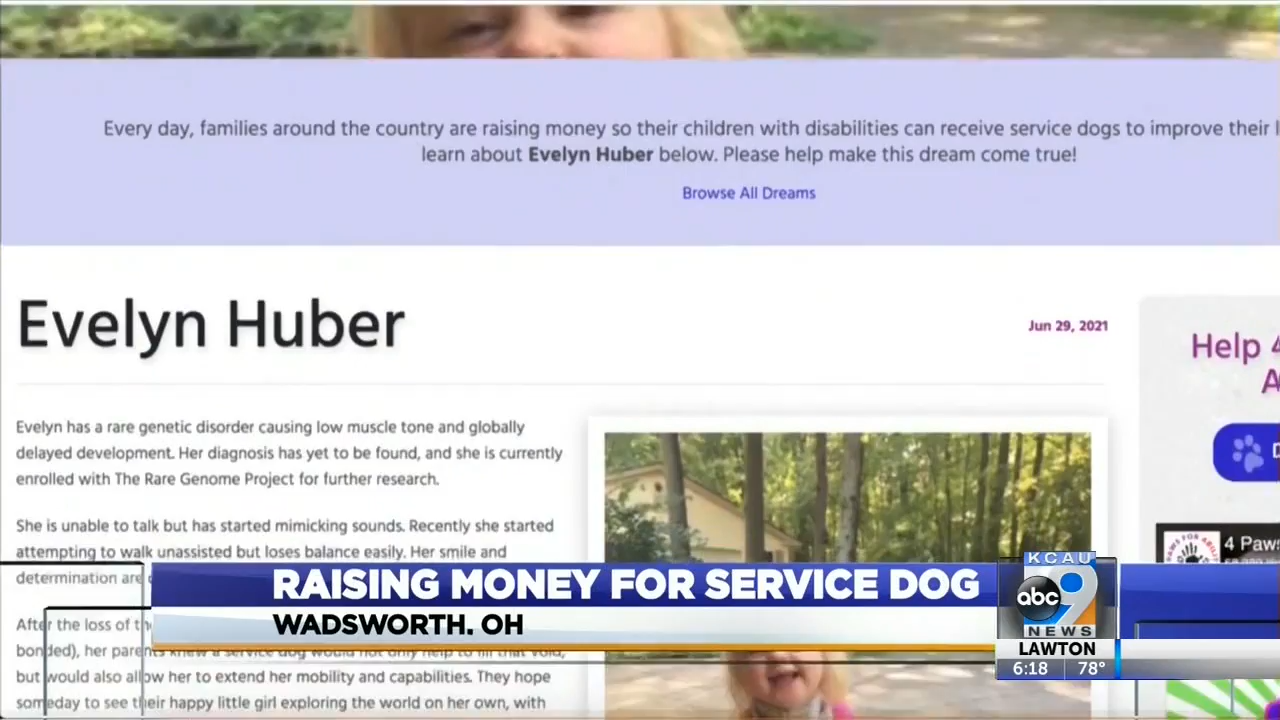 Every day, families around the country are raising money so their children with disabilities can receive service dogs to improve their
learn about Evelyn Huber below. Please help make this dream come true!
Browse All Dreams
Evelyn Huber
Jun 29, 2021
Help 4
A
Evelyn has a rare genetic disorder causing low muscle tone and globally
delayed development. Her diagnosis has yet to be found, and she is currently
enrolled with The Rare Genome Project for further research.
She is unable to talk but has started mimicking sounds. Recently she started
attempting to walk unassisted but loses balance easily. Her smile and
determination are
After the loss of
bonded), her parents knew a service dog would not only help to fill that void,
but would also allow her to extend her mobility and capabilities. They hope
someday to see their happy little girl exploring the world on her own, with
D
4 Paws
RAISING MONEY FOR SERVICE DOG
WADSWORTH, OH
KCAU
abc 9
NEWS
LAWTON
6:18 78°